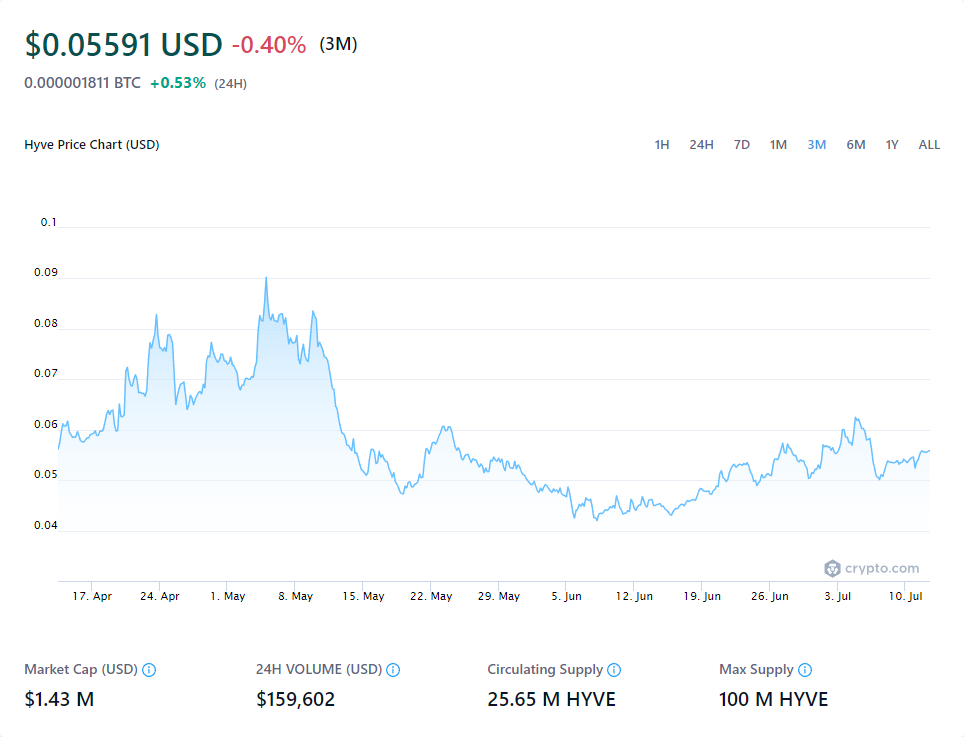 $0.05591 USD -0.40% (3M)
0.000001811 BTC +0.53% (24H)
Hyve Price Chart (USD) 1H 24H 7D 1M 3M 6M 1Y ALL
0.1
0.09
0.08
0.07
0.06
0.05
0.04
crypto.com
17. Apr 24. Apr 1. May 8. May 15. May 22. May 29. May 5. Jun 12. Jun 19. Jun 26. Jun 3. Jul 10. Jul
Market Cap (USD) 24H VOLUME (USD) Circulating Supply Max Supply
$1.43 M $159,602 25.65 M HYVE 100 M HYVE